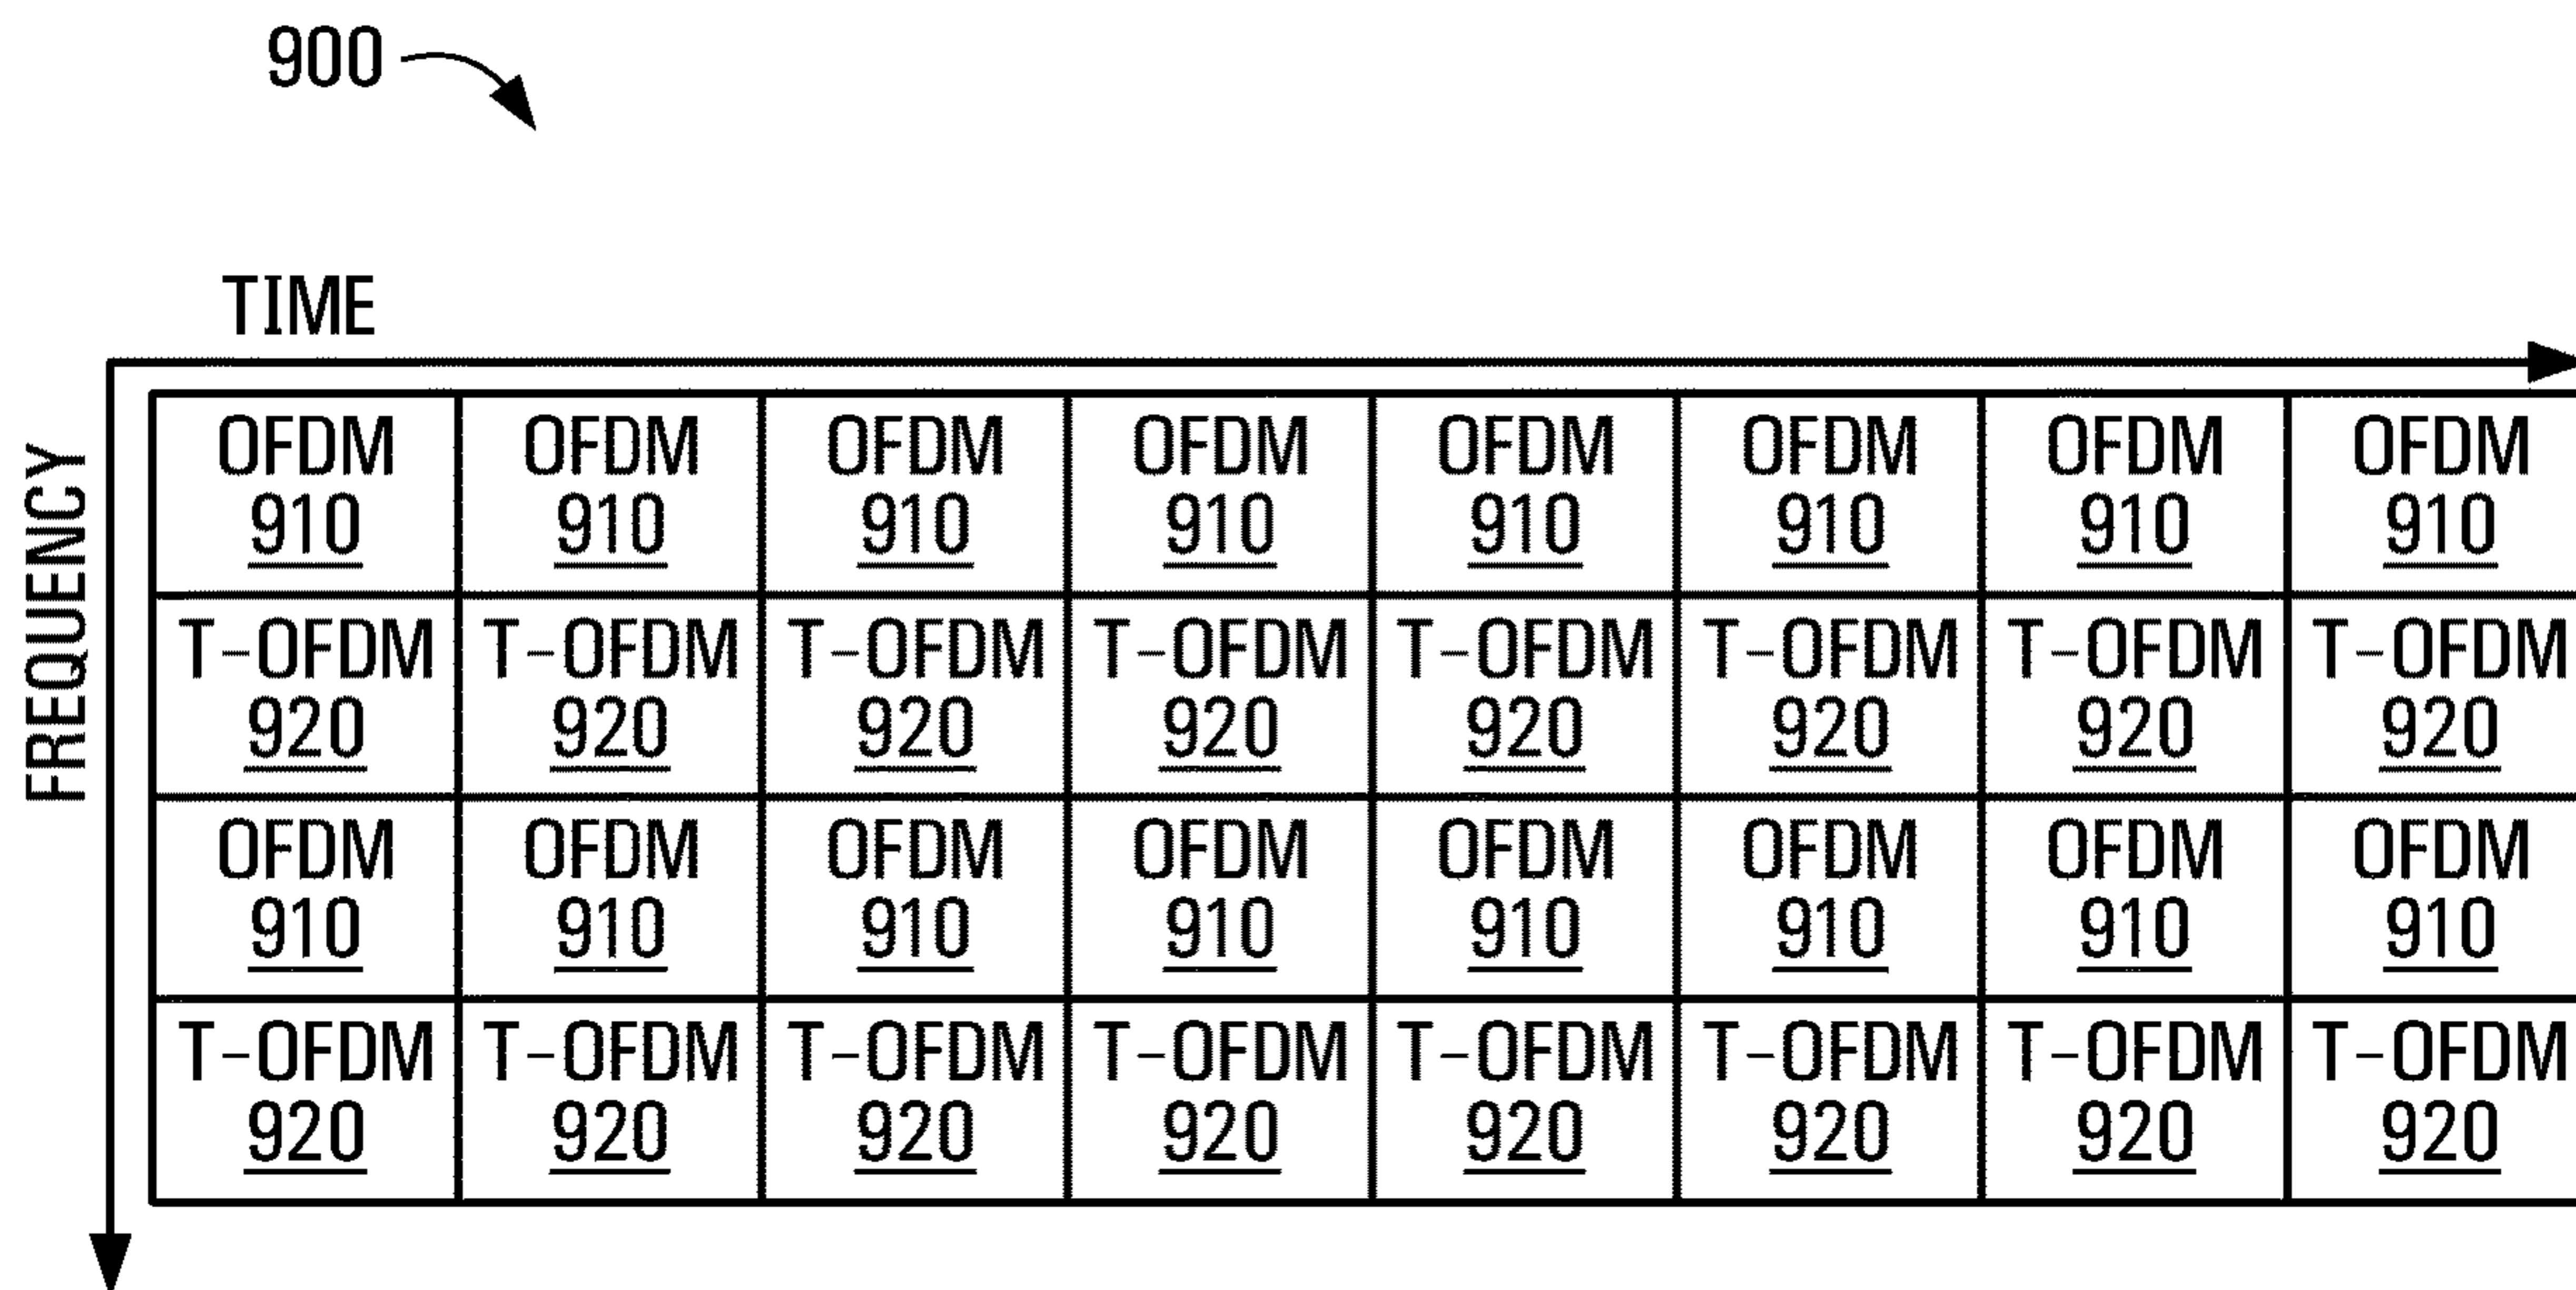 900
TIME
FREQUENCY
OFDM OFDM OFDM OFDM OFDM OFDM OFDM OFDM
910 910 910 910 910 910 910 910
T-OFDM T-OFDM T-OFDM T-OFDM T-OFDM T-OFDM T-OFDM T-OFDM
920 920 920 920 920 920 920 920
OFDM OFDM OFDM OFDM OFDM OFDM OFDM OFDM
910 910 910 910 910 910 910 910
T-OFDM T-OFDM T-OFDM T-OFDM T-OFDM T-OFDM T-OFDM T-OFDM
920 920 920 920 920 920 920 920